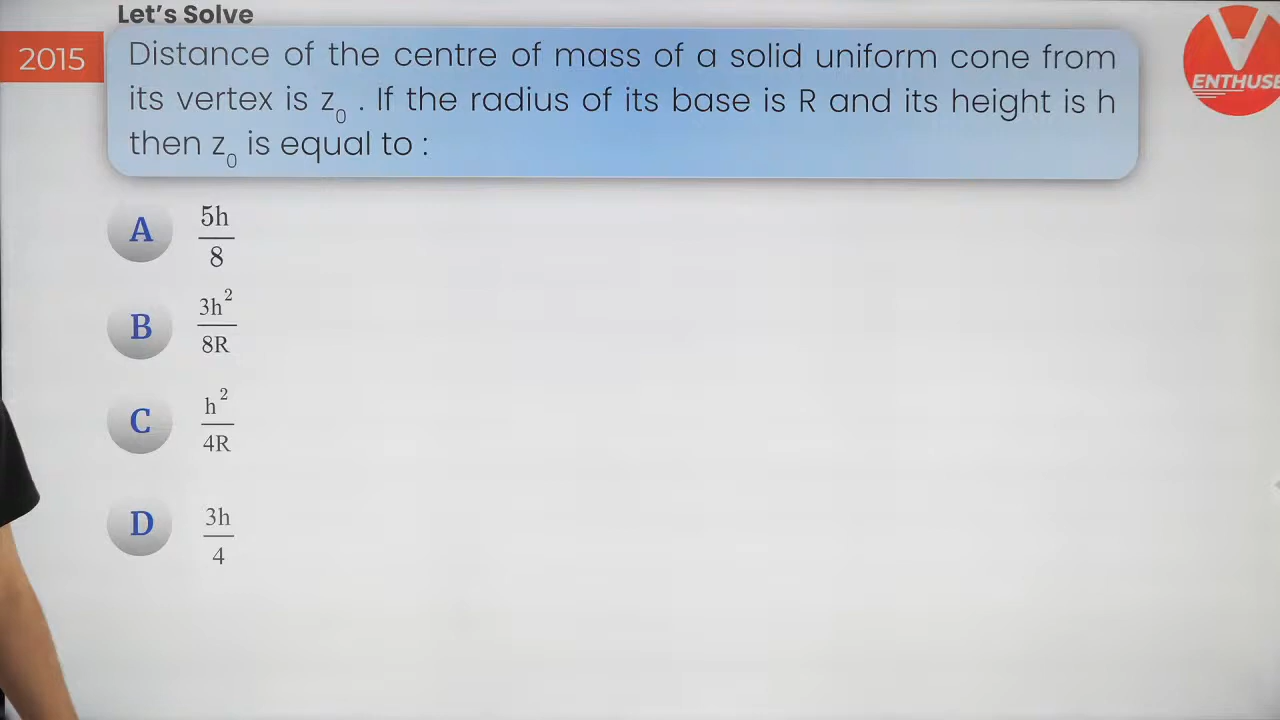 Let's Solve
2015
Distance of the centre of mass of a solid uniform cone from
its vertex is z₀ . If the radius of its base is R and its height is h
then z₀ is equal to :
ENTHUSE
A 5h/8
B 3h²/8R
C h²/4R
D 3h/4